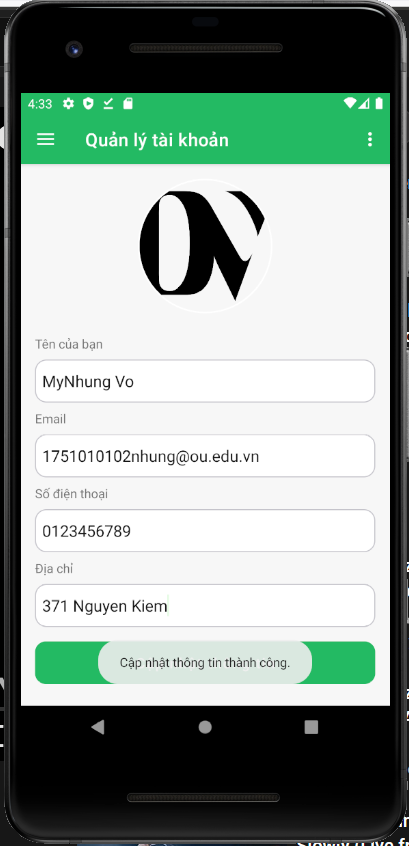 4:33
Quản lý tài khoản
Tên của bạn
MyNhung Vo
Email
1751010102nhung@ou.edu.vn
Số điện thoại
0123456789
Địa chỉ
371 Nguyen Kiem
Cập nhật thông tin thành công.